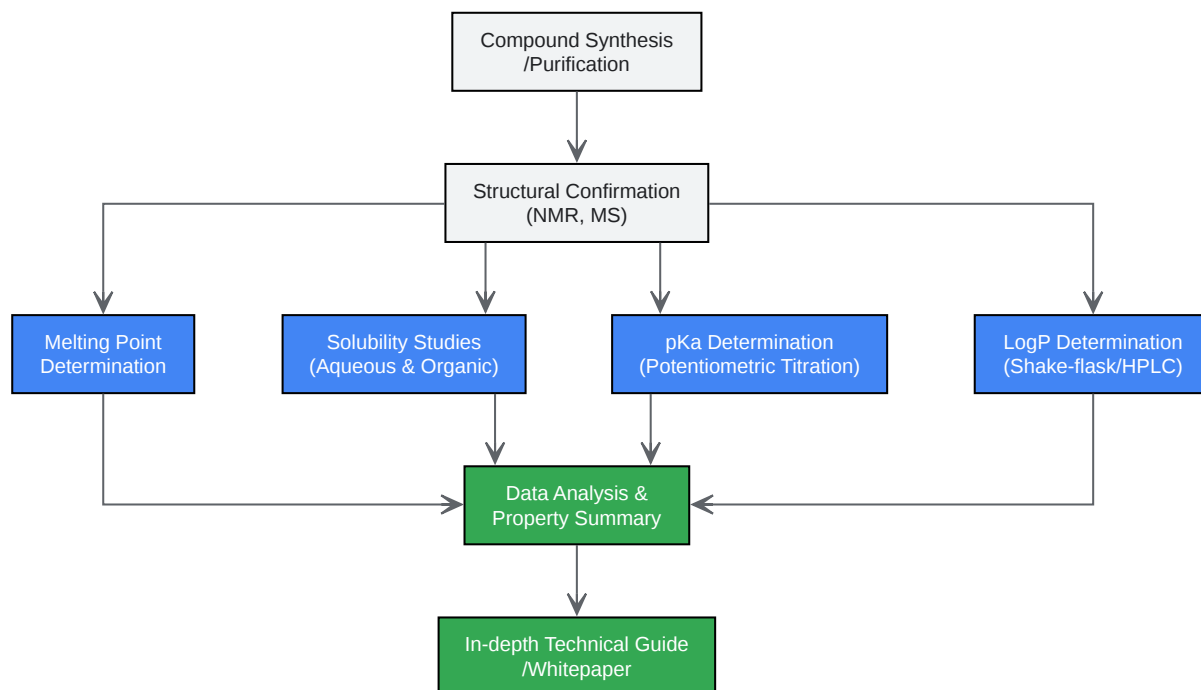 Compound Synthesis
/Purification
Structural Confirmation
(NMR, MS)
Melting Point
Determination
Solubility Studies
(Aqueous & Organic)
pKa Determination
(Potentiometric Titration)
LogP Determination
(Shake-flask/HPLC)
Data Analysis &
Property Summary
In-depth Technical Guide
/Whitepaper